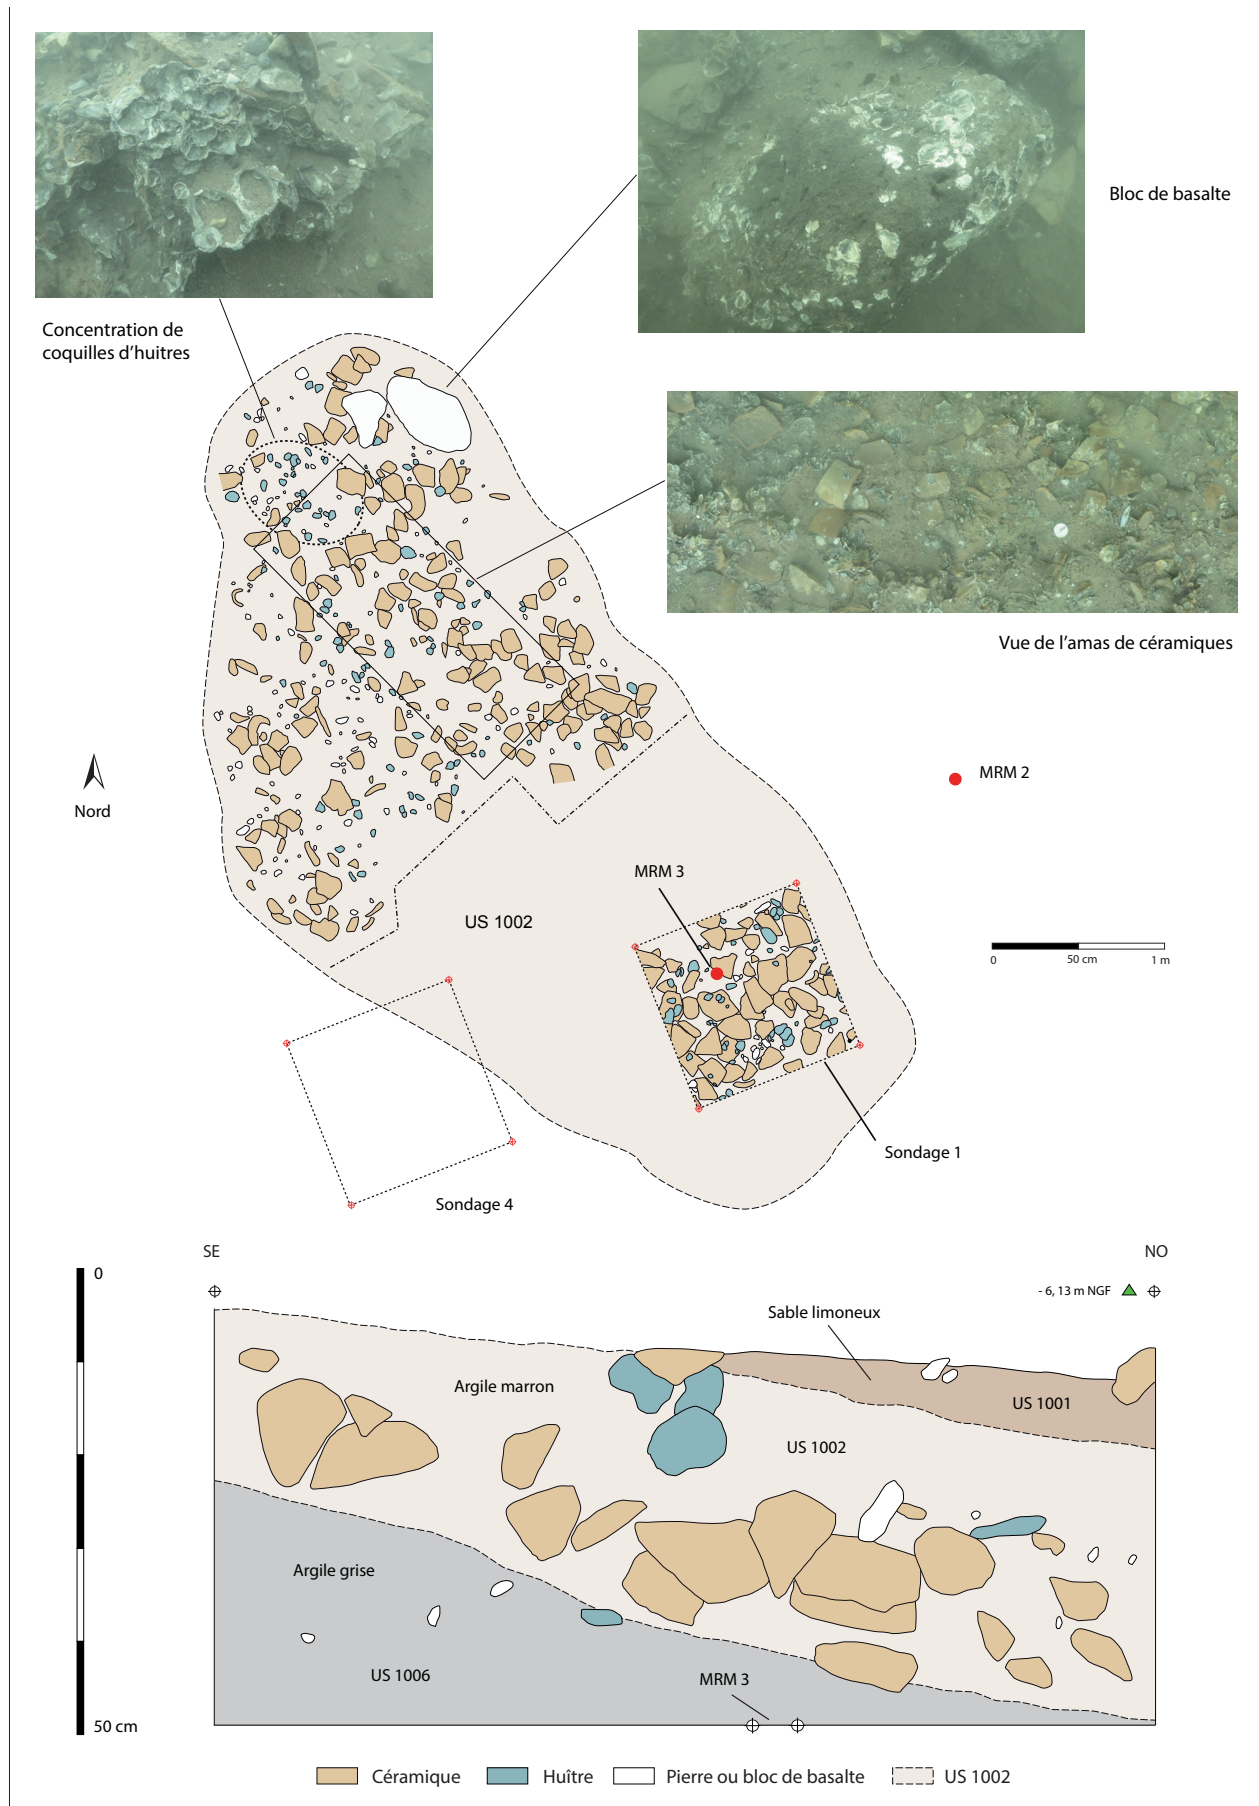 Bloc de basalte
Concentration de
coquilles d'huitres
Vue de l'amas de céramiques
MRM 2
Nord
MRM 3
US 1002
0
50 cm
1 m
Sondage 1
Sondage 4
SE
NO
0
- 6, 13 m NGF
Sable limoneux
Argile marron
US 1001
US 1002
Argile grise
US 1006
MRM 3
50 cm
Céramique
Huître
Pierre ou bloc de basalte
US 1002